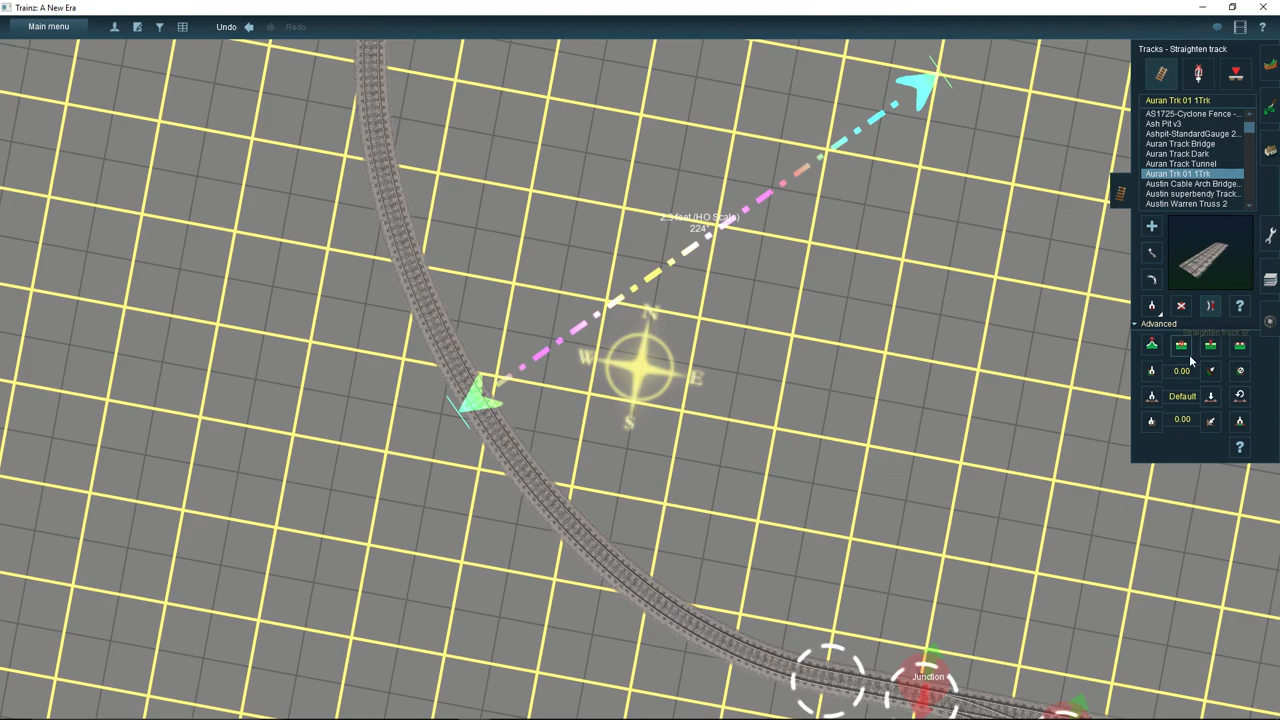 Trainz: A New Era
Main menu
Undo
Redo
Tracks - Straighten track
Auran Trk 01 1Trk
AS1725-Cyclone Fence -...
Ash Pit v3
Ashpit-StandardGauge 2...
Auran Track Bridge
Auran Track Dark
Auran Track Tunnel
Auran Trk 01 1Trk
Austin Cable Arch Bridge...
Austin superbendy Track...
Austin Warren Truss 2
Advanced
0.00
Default
0.00
224°
N
W
E
S
Junction